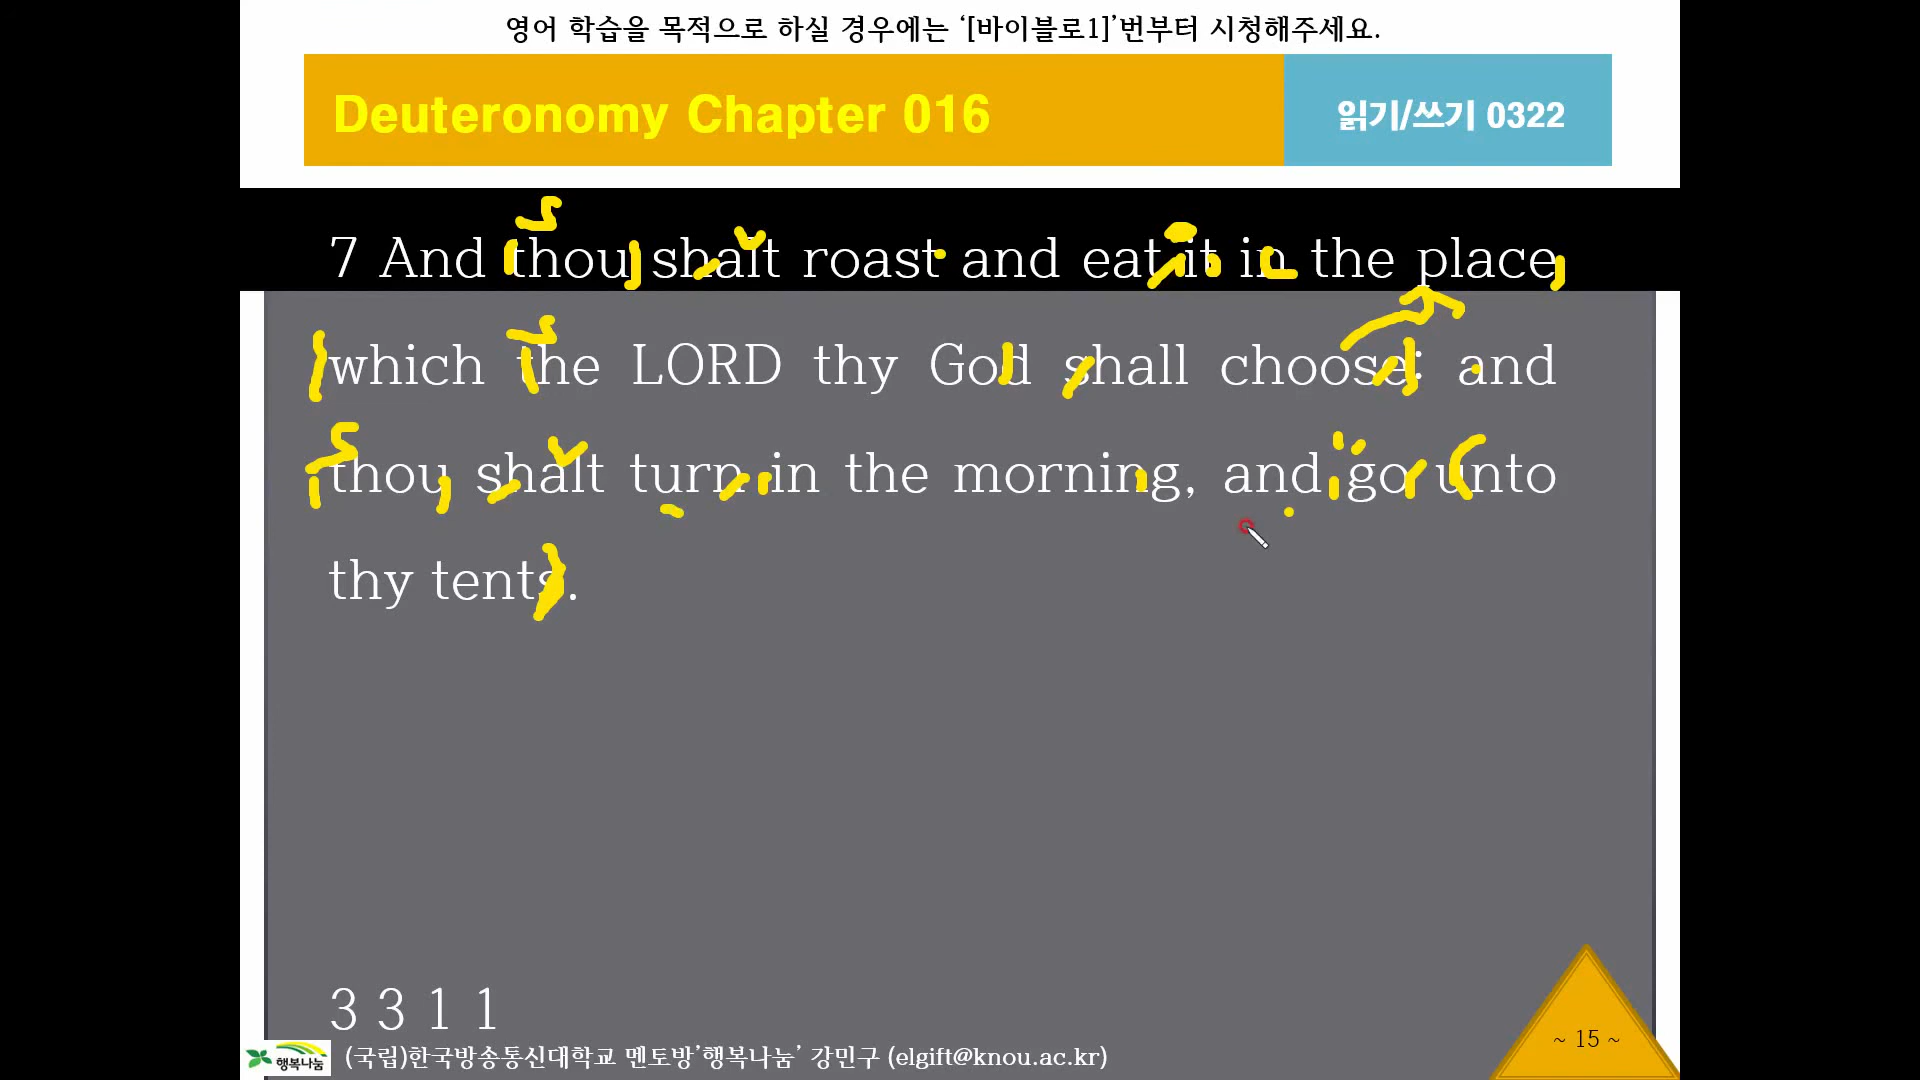 영어 학습을 목적으로 하실 경우에는 ‘[바이블로1]’번부터 시청해주세요.
Deuteronomy Chapter 016
읽기/쓰기 0322
7 And thou shalt roast and eat it in the place
which the LORD thy God shall choose: and
thou shalt turn in the morning, and go unto
thy tents.
3 3 1 1
행복나눔
(국립)한국방송통신대학교 멘토방’행복나눔’ 강민구 (elgift@knou.ac.kr)
~ 15 ~